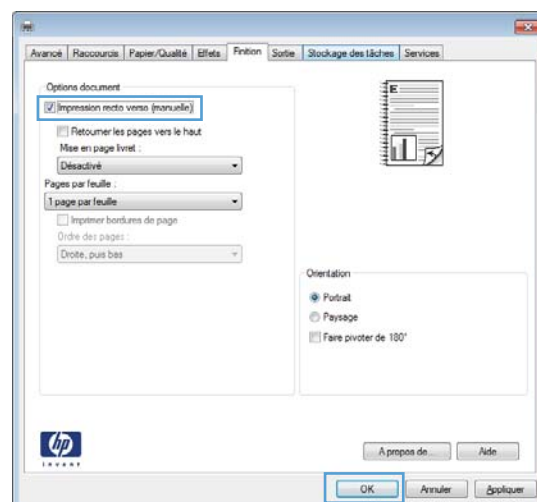 Avancé Raccourcis Papier/Qualité Effets Finition Sortie Stockage des tâches Services
Options document
Impression recto verso (manuelle)
Retourner les pages vers le haut
Mise en page livret :
Désactivé
Pages par feuille :
1 page par feuille
Imprimer bordures de page
Ordre des pages :
Droite, puis bas
E
1
Orientation
Portrait
Paysage
Faire pivoter de 180°
hp
invent
A propos de...
Aide
OK Annuler Appliquer